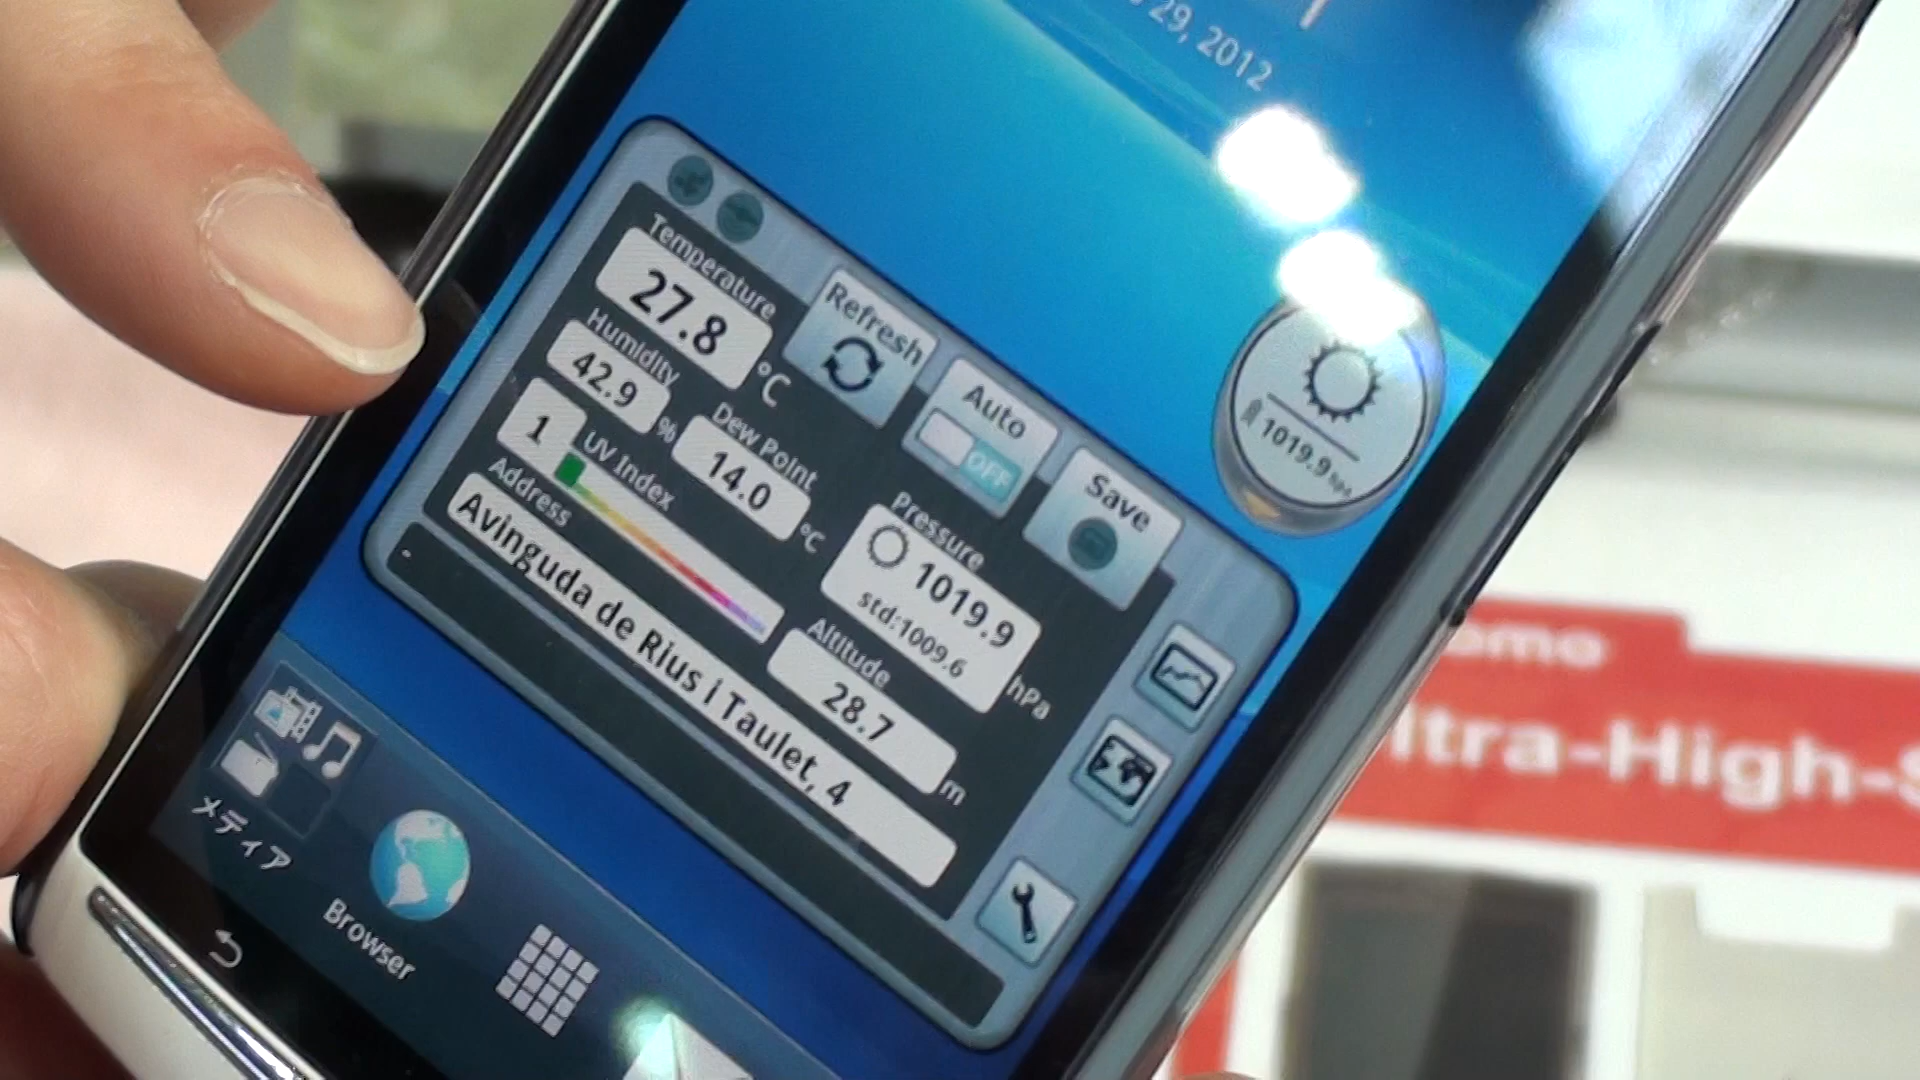 29, 2012
Temperature
27.8 °C
Refresh
Humidity
42.9 %
Auto
OFF
Dew Point
14.0 °C
Save
1
UV Index
Pressure
1019.9
std:1009.6
hPa
1019.9
hPa
Address
Avinguda de Rius i Taulet, 4
Altitude
28.7 m
-
メディア
Browser
omo
ltra-High-S